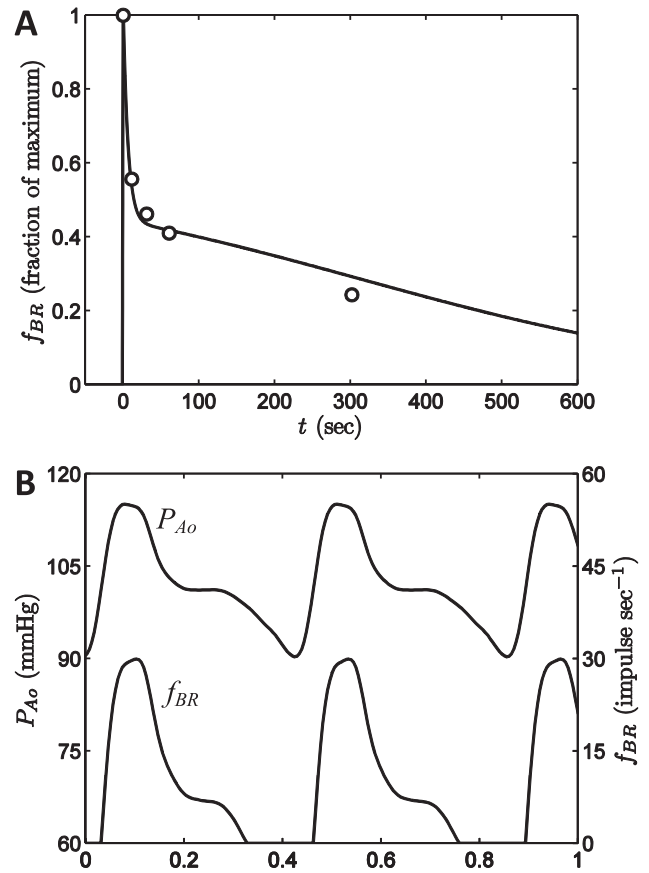 A
f_BR (fraction of maximum)
1
0.8
0.6
0.4
0.2
0
0 100 200 300 400 500 600
t (sec)
B
P_Ao (mmHg)
120
105
90
75
60
P_Ao
f_BR
60
45
30
15
0
f_BR (impulse sec⁻¹)
0 0.2 0.4 0.6 0.8 1